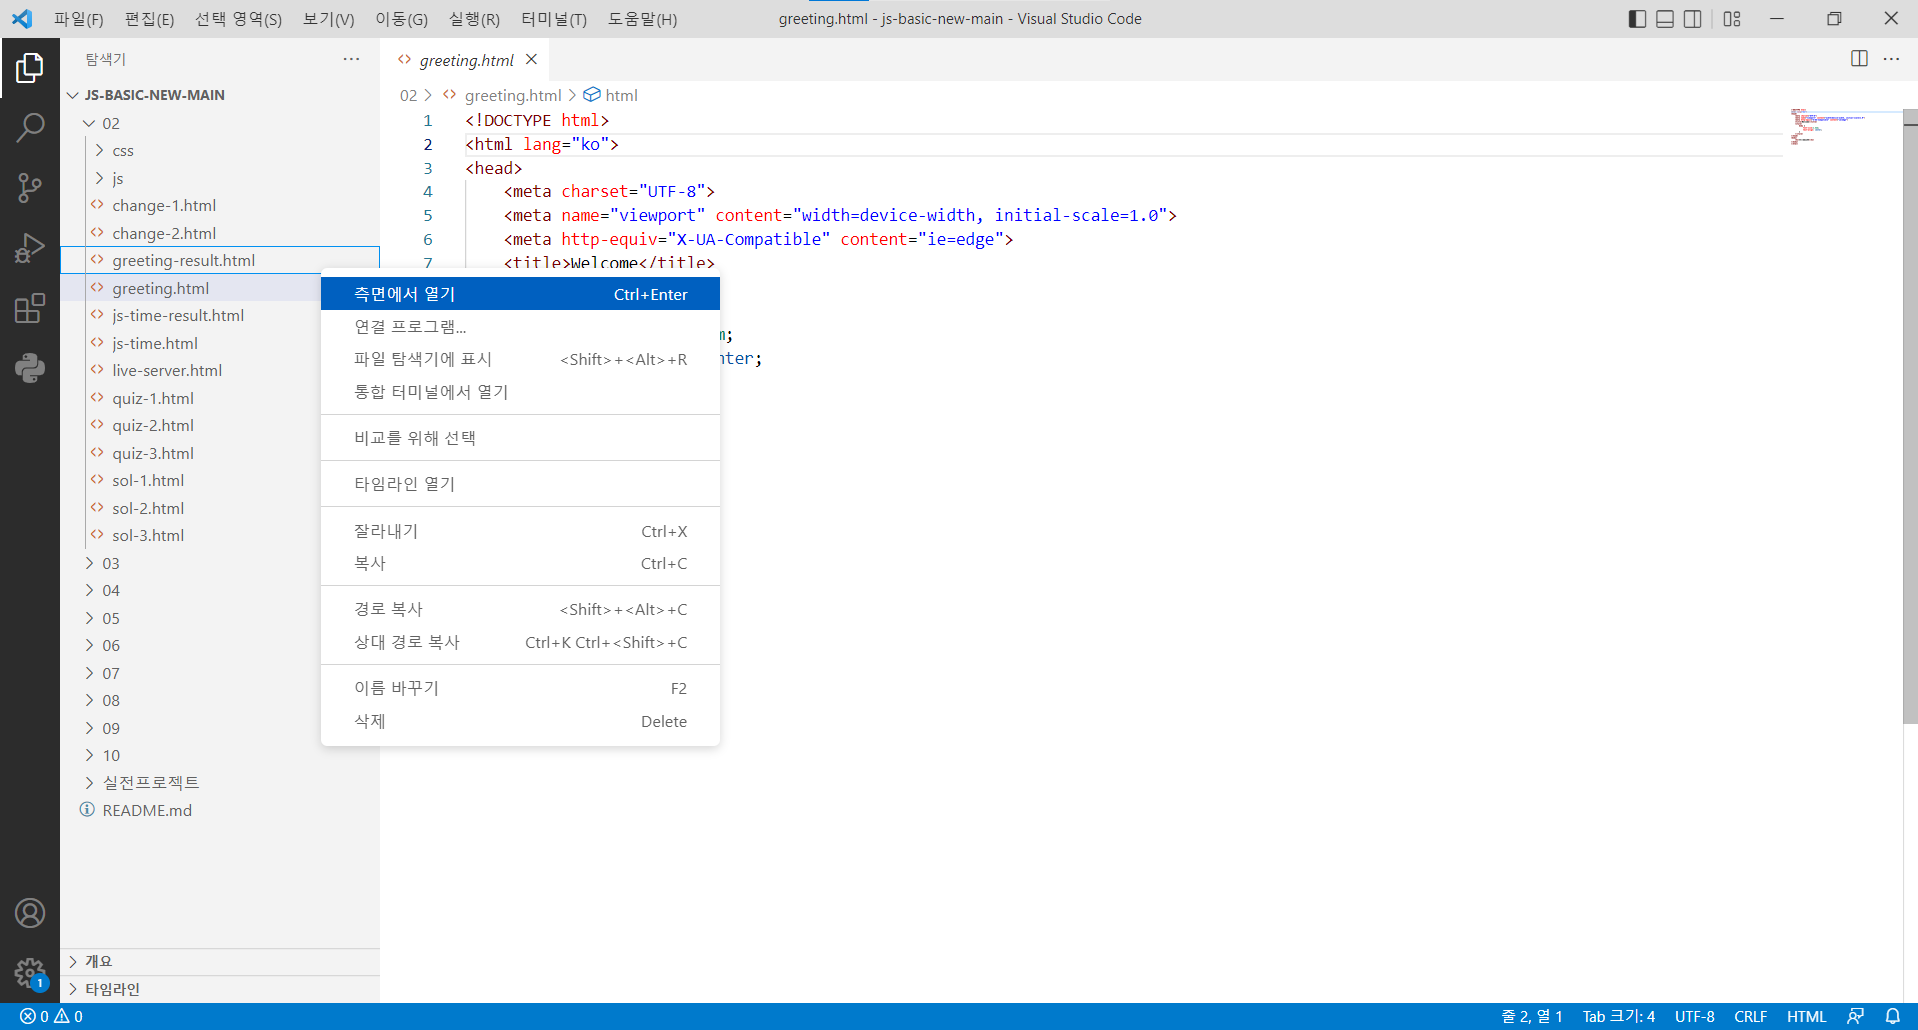 파일(F) 편집(E) 선택 영역(S) 보기(V) 이동(G) 실행(R) 터미널(T) 도움말(H)
greeting.html - js-basic-new-main - Visual Studio Code
탐색기
JS-BASIC-NEW-MAIN
02
css
js
change-1.html
change-2.html
greeting-result.html
greeting.html
js-time-result.html
js-time.html
live-server.html
quiz-1.html
quiz-2.html
quiz-3.html
sol-1.html
sol-2.html
sol-3.html
03
04
05
06
07
08
09
10
실전프로젝트
README.md
개요
타임라인
greeting.html
02 > greeting.html > html
1 <!DOCTYPE html>
2 <html lang="ko">
3 <head>
4 <meta charset="UTF-8">
5 <meta name="viewport" content="width=device-width, initial-scale=1.0">
6 <meta http-equiv="X-UA-Compatible" content="ie=edge">
7 <title>Welcome</title>
;
nter;
측면에서 열기 Ctrl+Enter
연결 프로그램...
파일 탐색기에 표시 <Shift>+<Alt>+R
통합 터미널에서 열기
비교를 위해 선택
타임라인 열기
잘라내기 Ctrl+X
복사 Ctrl+C
경로 복사 <Shift>+<Alt>+C
상대 경로 복사 Ctrl+K Ctrl+<Shift>+C
이름 바꾸기 F2
삭제 Delete
1
0 0
줄 2, 열 1 Tab 크기: 4 UTF-8 CRLF HTML